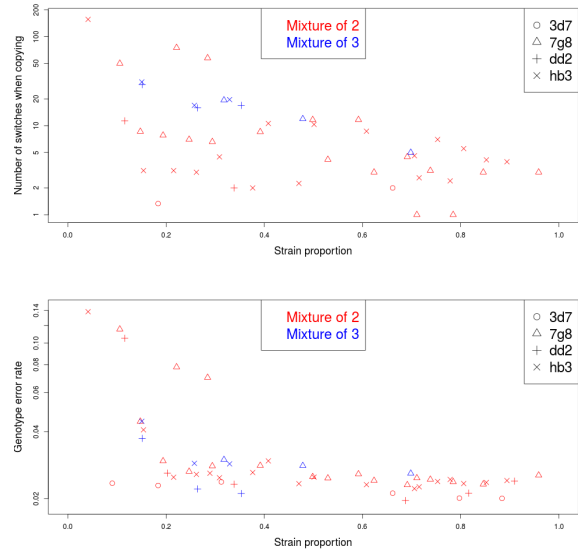 Mixture of 2
Mixture of 3
3d7
7g8
dd2
hb3
Number of switches when copying
200
100
50
20
10
5
2
1
0.0 0.2 0.4 0.6 0.8 1.0
Strain proportion
Mixture of 2
Mixture of 3
3d7
7g8
dd2
hb3
Genotype error rate
0.14
0.10
0.08
0.06
0.04
0.02
0.0 0.2 0.4 0.6 0.8 1.0
Strain proportion